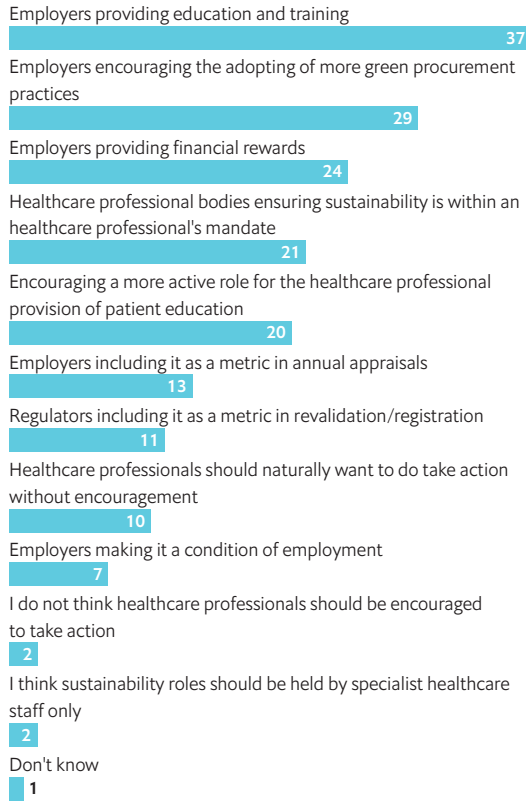 Employers providing education and training
37
Employers encouraging the adopting of more green procurement
practices
29
Employers providing financial rewards
24
Healthcare professional bodies ensuring sustainability is within an
healthcare professional's mandate
21
Encouraging a more active role for the healthcare professional
provision of patient education
20
Employers including it as a metric in annual appraisals
13
Regulators including it as a metric in revalidation/registration
11
Healthcare professionals should naturally want to do take action
without encouragement
10
Employers making it a condition of employment
7
I do not think healthcare professionals should be encouraged
to take action
2
I think sustainability roles should be held by specialist healthcare
staff only
2
Don't know
1